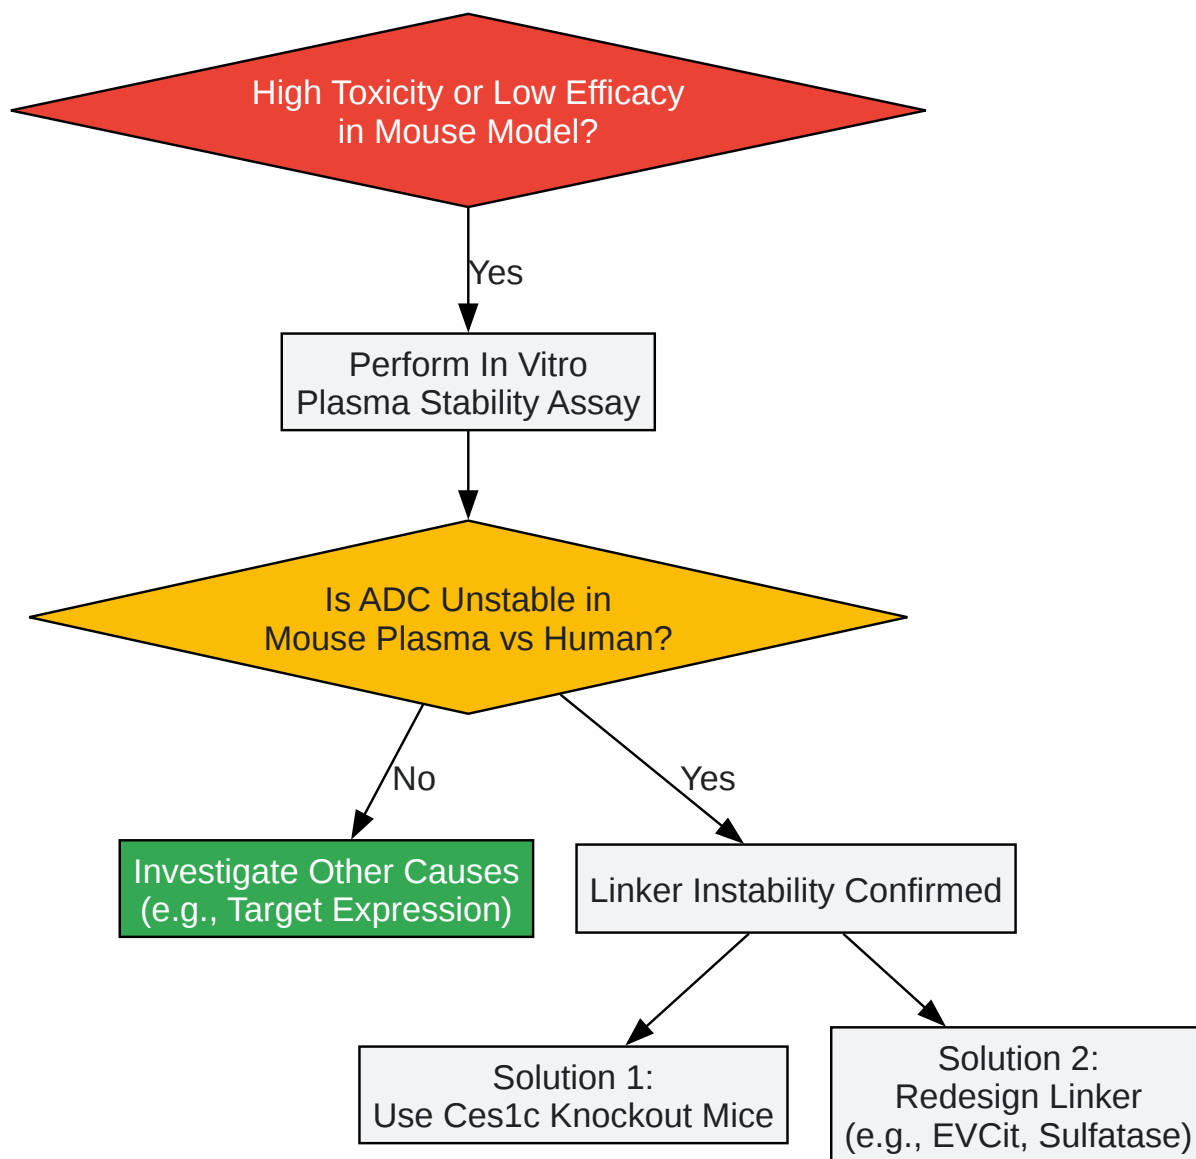 High Toxicity or Low Efficacy
in Mouse Model?
Yes
Perform In Vitro
Plasma Stability Assay
Is ADC Unstable in
Mouse Plasma vs Human?
No
Yes
Investigate Other Causes
(e.g., Target Expression)
Linker Instability Confirmed
Solution 1:
Use Ces1c Knockout Mice
Solution 2:
Redesign Linker
(e.g., EVCit, Sulfatase)